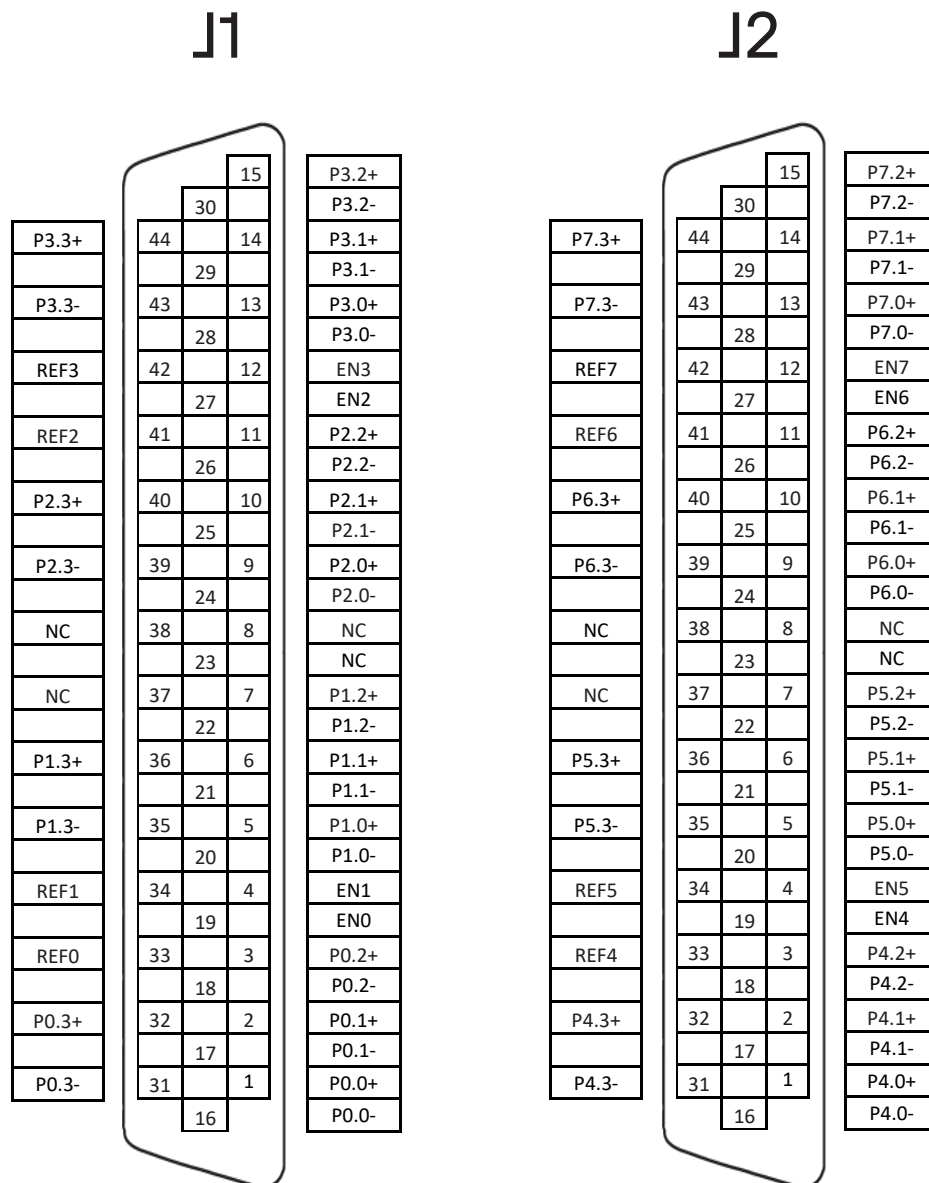 J1 J2
15 P3.2+ 15 P7.2+
30 P3.2- 30 P7.2-
P3.3+ 44 14 P3.1+ P7.3+ 44 14 P7.1+
29 P3.1- 29 P7.1-
P3.3- 43 13 P3.0+ P7.3- 43 13 P7.0+
28 P3.0- 28 P7.0-
REF3 42 12 EN3 REF7 42 12 EN7
27 EN2 27 EN6
REF2 41 11 P2.2+ REF6 41 11 P6.2+
26 P2.2- 26 P6.2-
P2.3+ 40 10 P2.1+ P6.3+ 40 10 P6.1+
25 P2.1- 25 P6.1-
P2.3- 39 9 P2.0+ P6.3- 39 9 P6.0+
24 P2.0- 24 P6.0-
NC 38 8 NC NC 38 8 NC
23 NC 23 NC
NC 37 7 P1.2+ NC 37 7 P5.2+
22 P1.2- 22 P5.2-
P1.3+ 36 6 P1.1+ P5.3+ 36 6 P5.1+
21 P1.1- 21 P5.1-
P1.3- 35 5 P1.0+ P5.3- 35 5 P5.0+
20 P1.0- 20 P5.0-
REF1 34 4 EN1 REF5 34 4 EN5
19 EN0 19 EN4
REF0 33 3 P0.2+ REF4 33 3 P4.2+
18 P0.2- 18 P4.2-
P0.3+ 32 2 P0.1+ P4.3+ 32 2 P4.1+
17 P0.1- 17 P4.1-
P0.3- 31 1 P0.0+ P4.3- 31 1 P4.0+
16 P0.0- 16 P4.0-